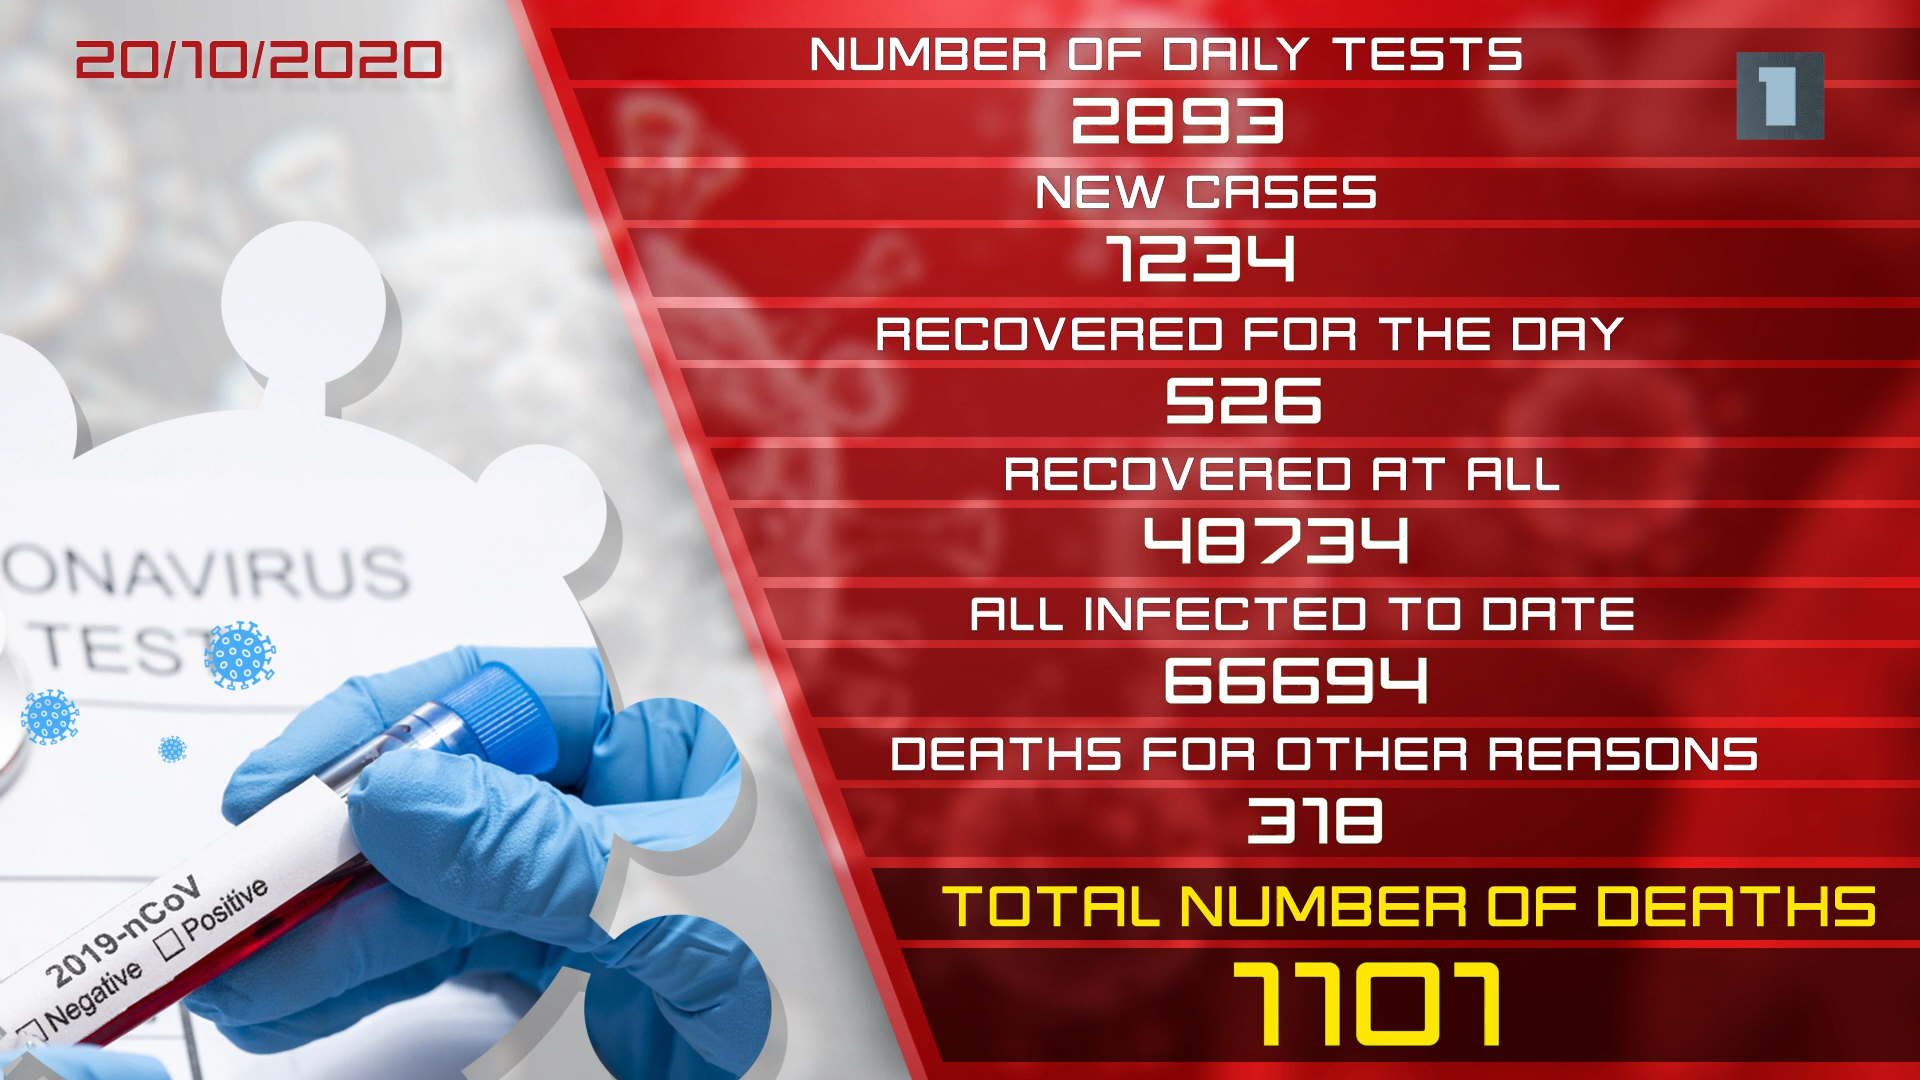 20/10/2020
NUMBER OF DAILY TESTS
1
2893
NEW CASES
1234
RECOVERED FOR THE DAY
526
RECOVERED AT ALL
48734
ALL INFECTED TO DATE
66694
DEATHS FOR OTHER REASONS
318
TOTAL NUMBER OF DEATHS
1101
ONAVIRUS
TEST
2019-nCoV
Negative
Positive